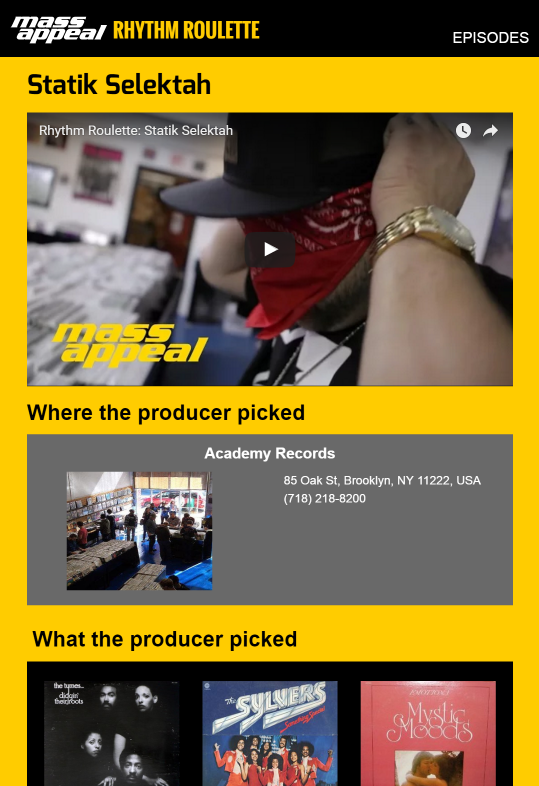 mass appeal RHYTHM ROULETTE
EPISODES
Statik Selektah
Rhythm Roulette: Statik Selektah
mass
appeal
Where the producer picked
Academy Records
85 Oak St, Brooklyn, NY 11222, USA
(718) 218-8200
What the producer picked
the tymes...
diggin'
their roots
The SYLVERS
Something Special
Mystic
Moods